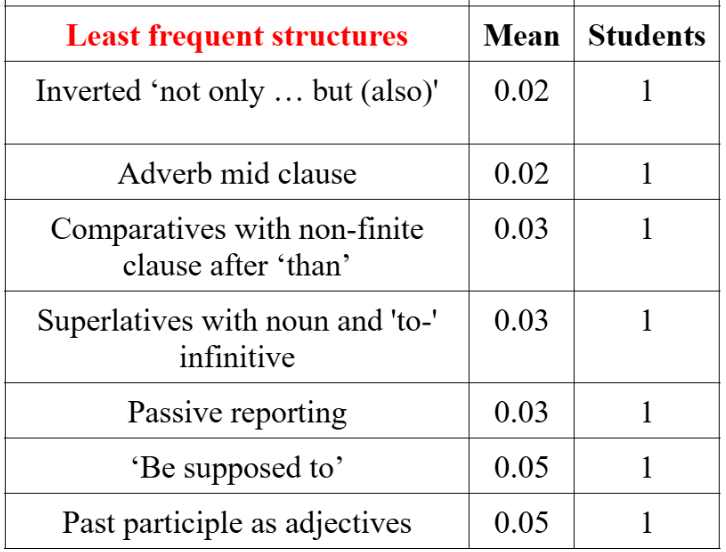 Least frequent structures Mean Students
Inverted ‘not only … but (also)' 0.02 1
Adverb mid clause 0.02 1
Comparatives with non-finite 0.03 1
clause after ‘than’
Superlatives with noun and 'to-' 0.03 1
infinitive
Passive reporting 0.03 1
‘Be supposed to’ 0.05 1
Past participle as adjectives 0.05 1